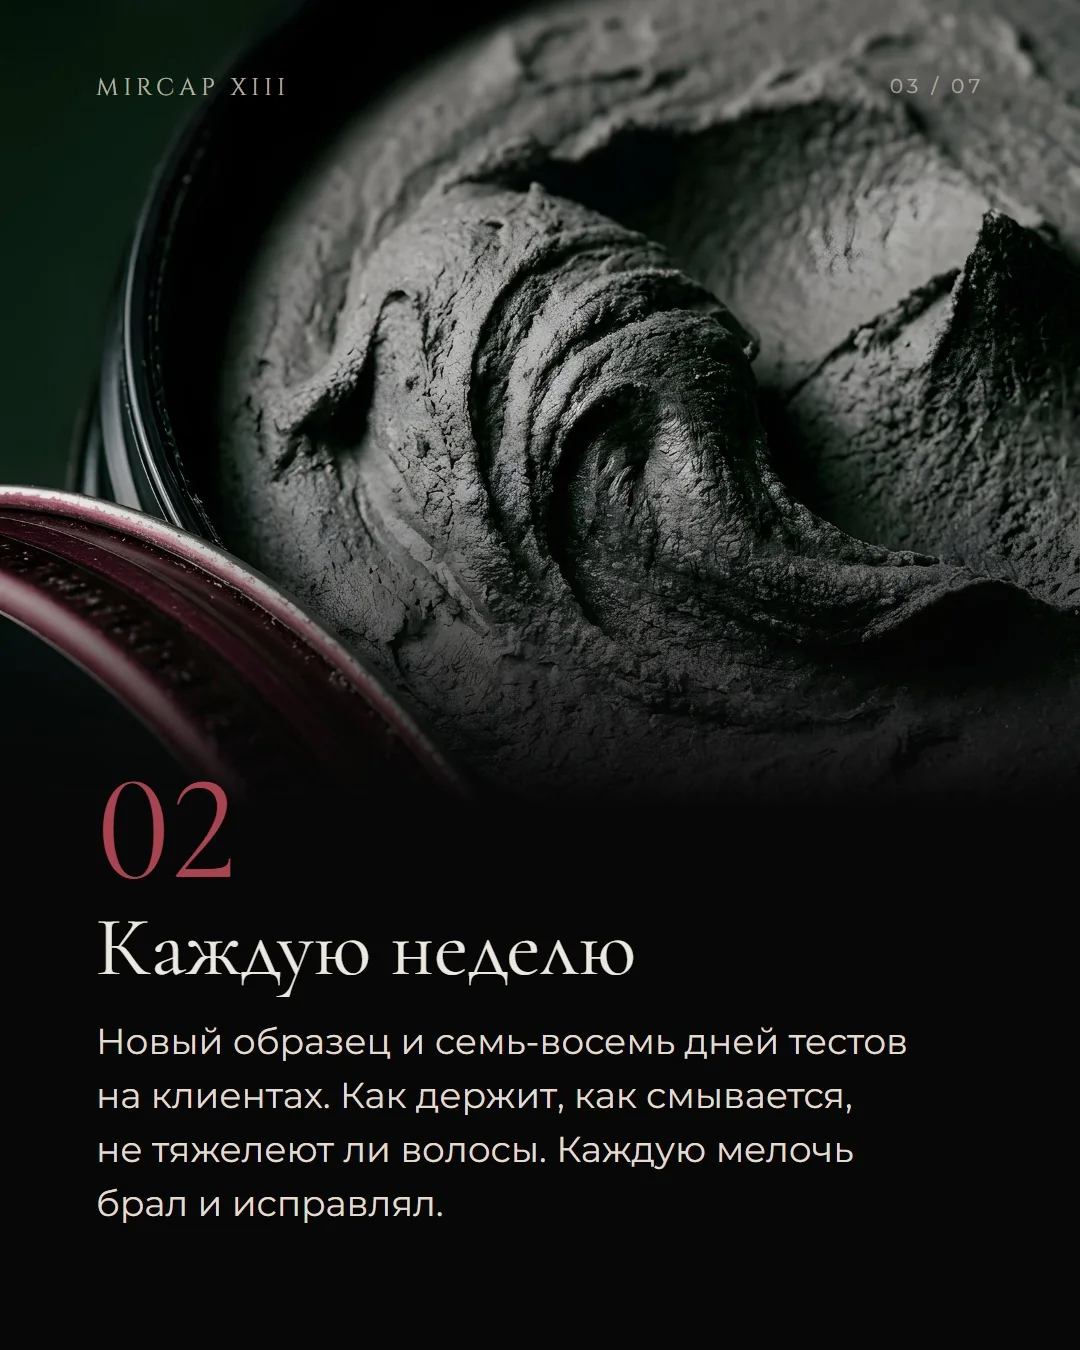 MIRCAP XIII
03 / 07
02
Каждую неделю
Новый образец и семь-восемь дней тестов
на клиентах. Как держит, как смывается,
не тяжелеют ли волосы. Каждую мелочь
брал и исправлял.